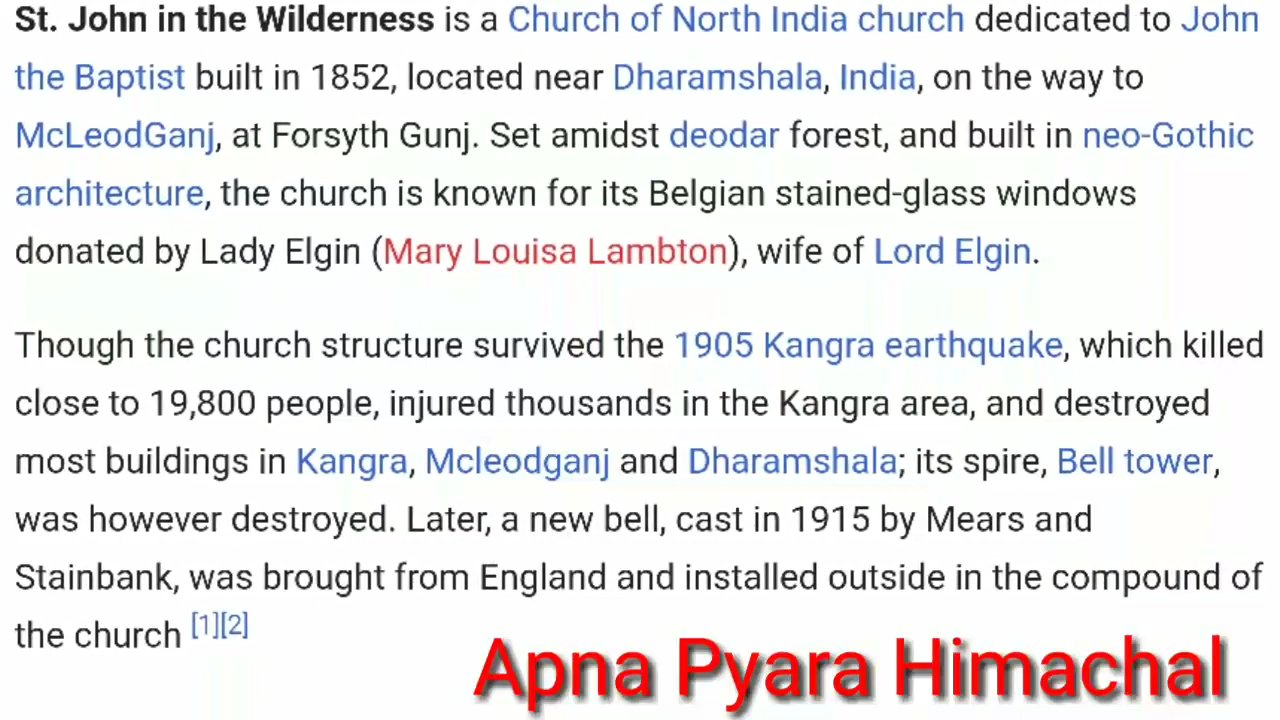 St. John in the Wilderness is a Church of North India church dedicated to John
the Baptist built in 1852, located near Dharamshala, India, on the way to
McLeodGanj, at Forsyth Gunj. Set amidst deodar forest, and built in neo-Gothic
architecture, the church is known for its Belgian stained-glass windows
donated by Lady Elgin (Mary Louisa Lambton), wife of Lord Elgin.
Though the church structure survived the 1905 Kangra earthquake, which killed
close to 19,800 people, injured thousands in the Kangra area, and destroyed
most buildings in Kangra, Mcleodganj and Dharamshala; its spire, Bell tower,
was however destroyed. Later, a new bell, cast in 1915 by Mears and
Stainbank, was brought from England and installed outside in the compound of
the church [1][2]
Apna Pyara Himachal